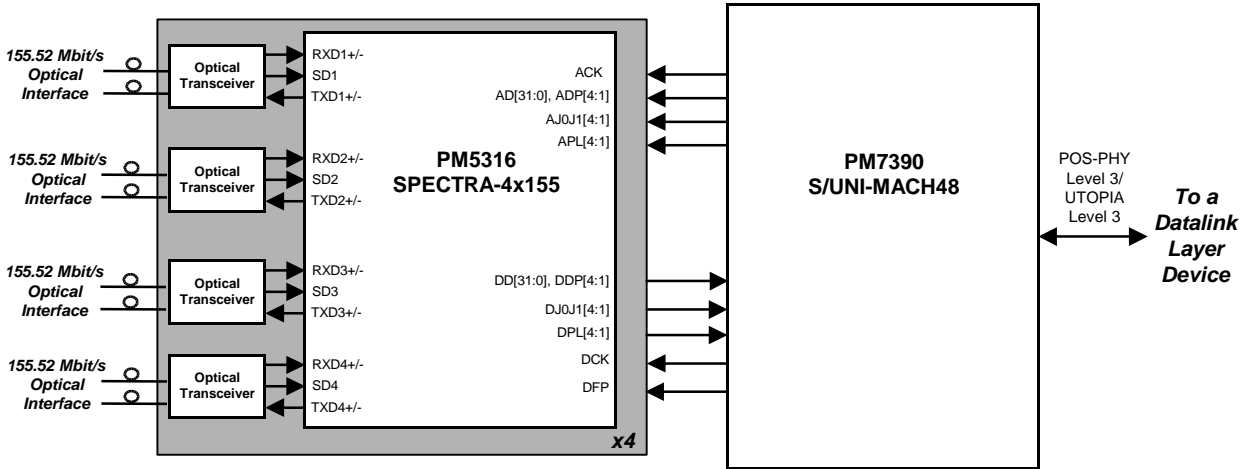 155.52 Mbit/s
Optical
Interface
Optical
Transceiver
RXD1+/-
SD1
TXD1+/-
155.52 Mbit/s
Optical
Interface
Optical
Transceiver
RXD2+/-
SD2
TXD2+/-
155.52 Mbit/s
Optical
Interface
Optical
Transceiver
RXD3+/-
SD3
TXD3+/-
155.52 Mbit/s
Optical
Interface
Optical
Transceiver
RXD4+/-
SD4
TXD4+/-
PM5316
SPECTRA-4x155
ACK
AD[31:0], ADP[4:1]
AJ0J1[4:1]
APL[4:1]
DD[31:0], DDP[4:1]
DJ0J1[4:1]
DPL[4:1]
DCK
DFP
x4
PM7390
S/UNI-MACH48
POS-PHY
Level 3/
UTOPIA
Level 3
To a
Datalink
Layer
Device